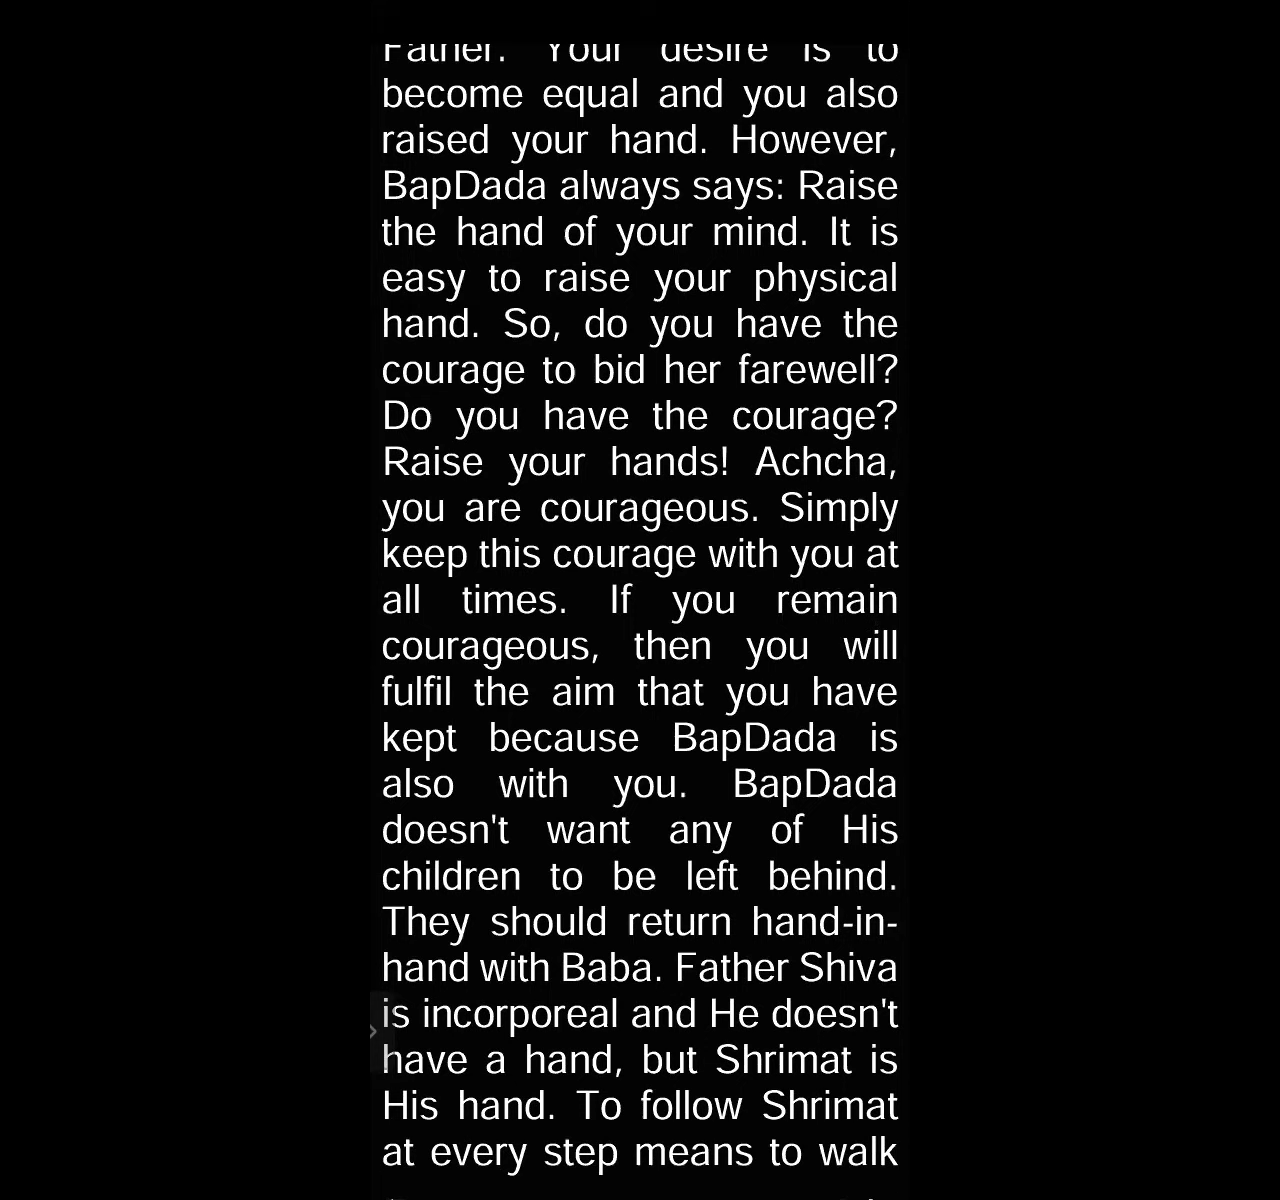 Father. Your desire is to
become equal and you also
raised your hand. However,
BapDada always says: Raise
the hand of your mind. It is
easy to raise your physical
hand. So, do you have the
courage to bid her farewell?
Do you have the courage?
Raise your hands! Achcha,
you are courageous. Simply
keep this courage with you at
all times. If you remain
courageous, then you will
fulfil the aim that you have
kept because BapDada is
also with you. BapDada
doesn't want any of His
children to be left behind.
They should return hand-in-
hand with Baba. Father Shiva
is incorporeal and He doesn't
have a hand, but Shrimat is
His hand. To follow Shrimat
at every step means to walk